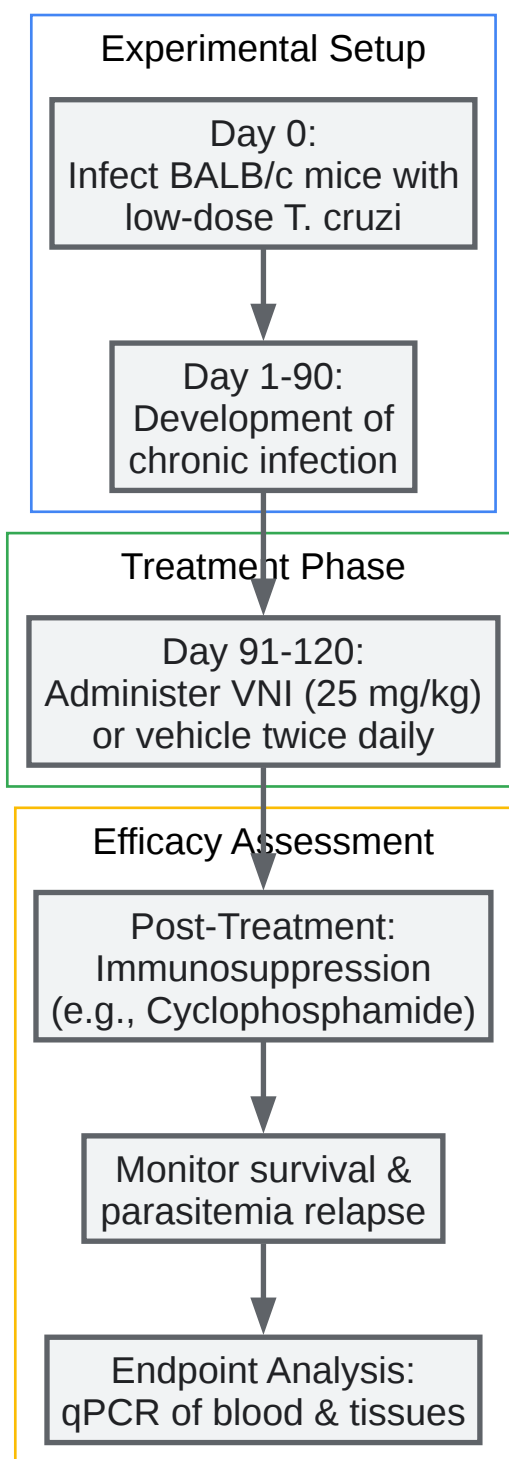 Experimental Setup
Day 0:
Infect BALB/c mice with
low-dose T. cruzi
Day 1-90:
Development of
chronic infection
Treatment Phase
Day 91-120:
Administer VNI (25 mg/kg)
or vehicle twice daily
Efficacy Assessment
Post-Treatment:
Immunosuppression
(e.g., Cyclophosphamide)
Monitor survival &
parasitemia relapse
Endpoint Analysis:
qPCR of blood & tissues